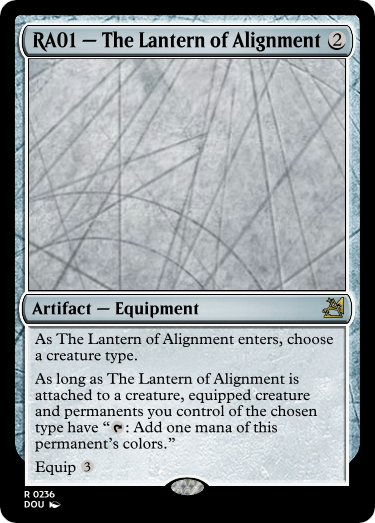 RA01 — The Lantern of Alignment 2
Artifact — Equipment
As The Lantern of Alignment enters, choose
a creature type.
As long as The Lantern of Alignment is
attached to a creature, equipped creature
and permanents you control of the chosen
type have “: Add one mana of this
permanent’s colors.”
Equip 3
R 0236
DOU